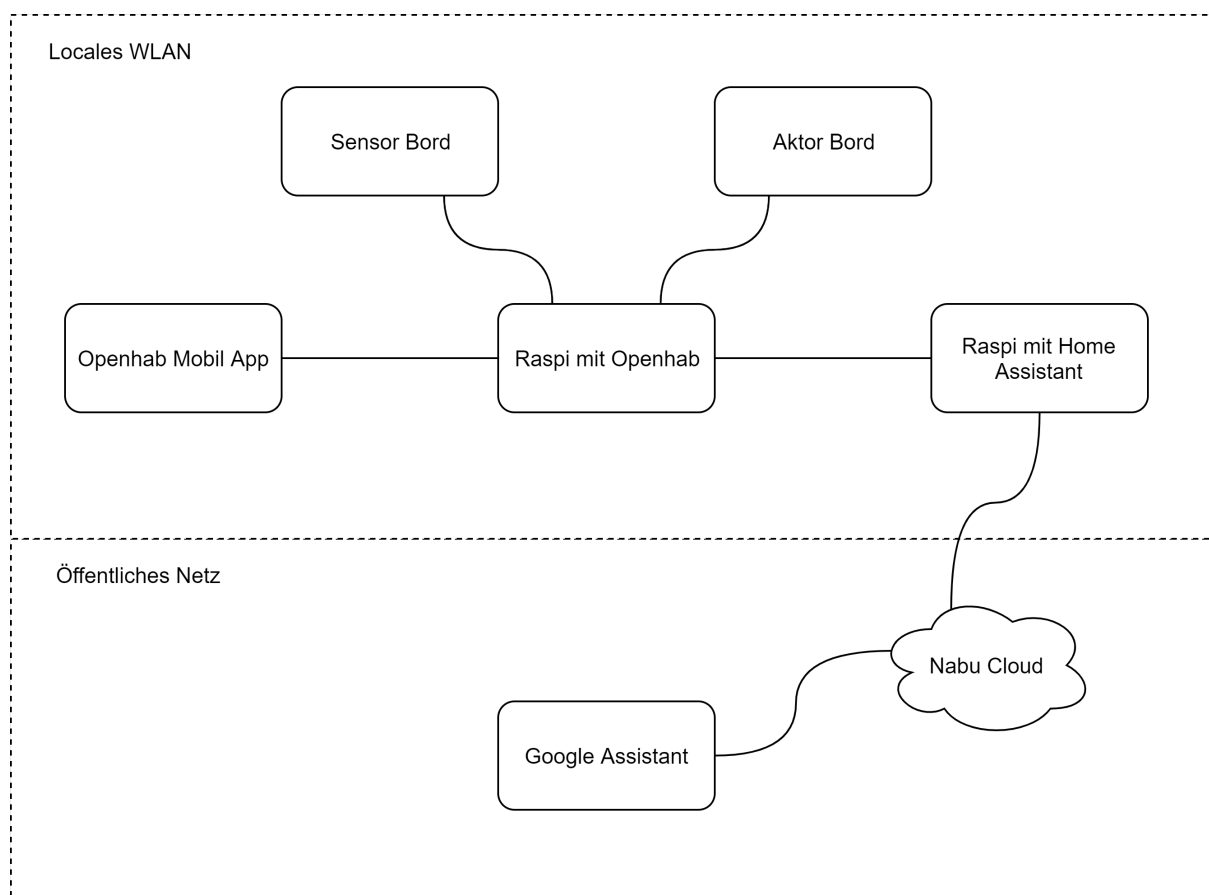 Locales WLAN
Sensor Bord
Aktor Bord
Openhab Mobil App
Raspi mit Openhab
Raspi mit Home
Assistant
Öffentliches Netz
Nabu Cloud
Google Assistant